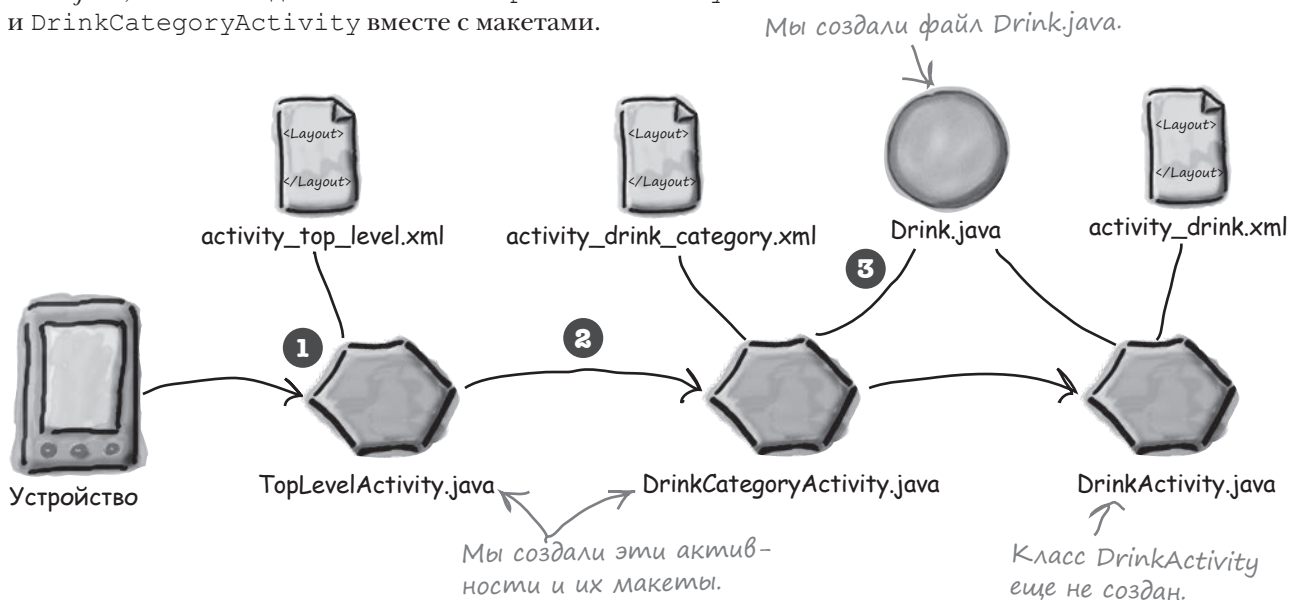 и DrinkCategoryActivity вместе с макетами.
Мы создали файл Drink.java.
<Layout>
</Layout>
<Layout>
</Layout>
<Layout>
</Layout>
activity_top_level.xml
activity_drink_category.xml
Drink.java
activity_drink.xml
1
2
3
Устройство
TopLevelActivity.java
DrinkCategoryActivity.java
DrinkActivity.java
Мы создали эти актив-
ности и их макеты.
Класс DrinkActivity
еще не создан.